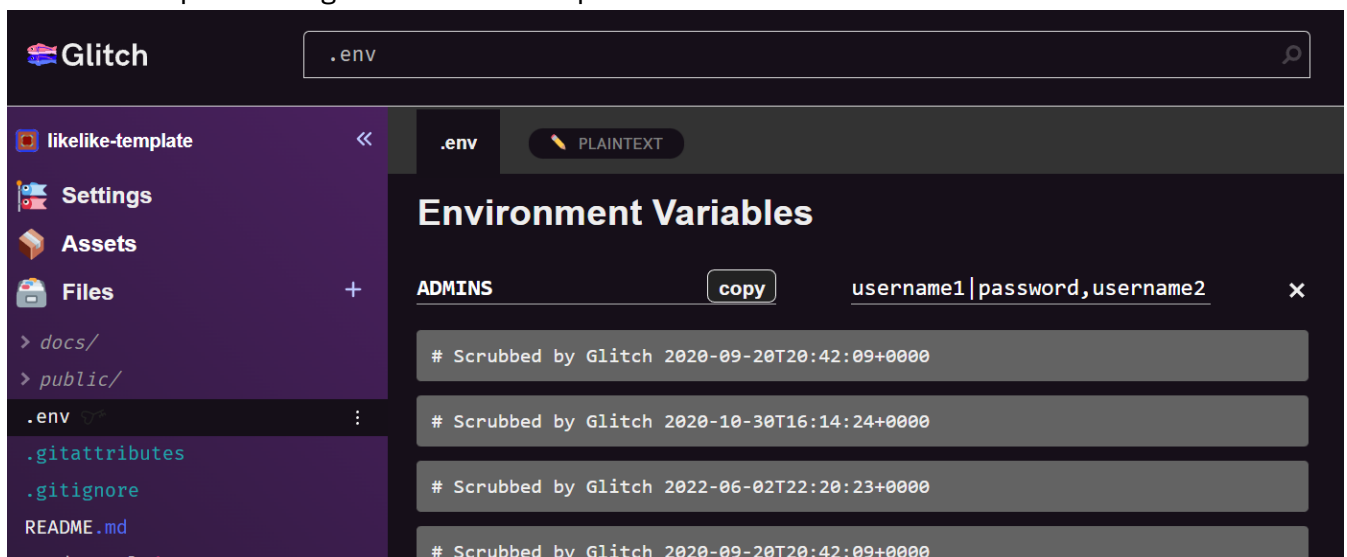 Glitch
.env
likelike-template
Settings
Assets
Files
> docs/
> public/
.env
.gitattributes
.gitignore
README.md
.env
PLAINTEXT
Environment Variables
ADMINS copy username1|password,username2
# Scrubbed by Glitch 2020-09-20T20:42:09+0000
# Scrubbed by Glitch 2020-10-30T16:14:24+0000
# Scrubbed by Glitch 2022-06-02T22:20:23+0000
# Scrubbed by Glitch 2020-09-20T20:42:09+0000